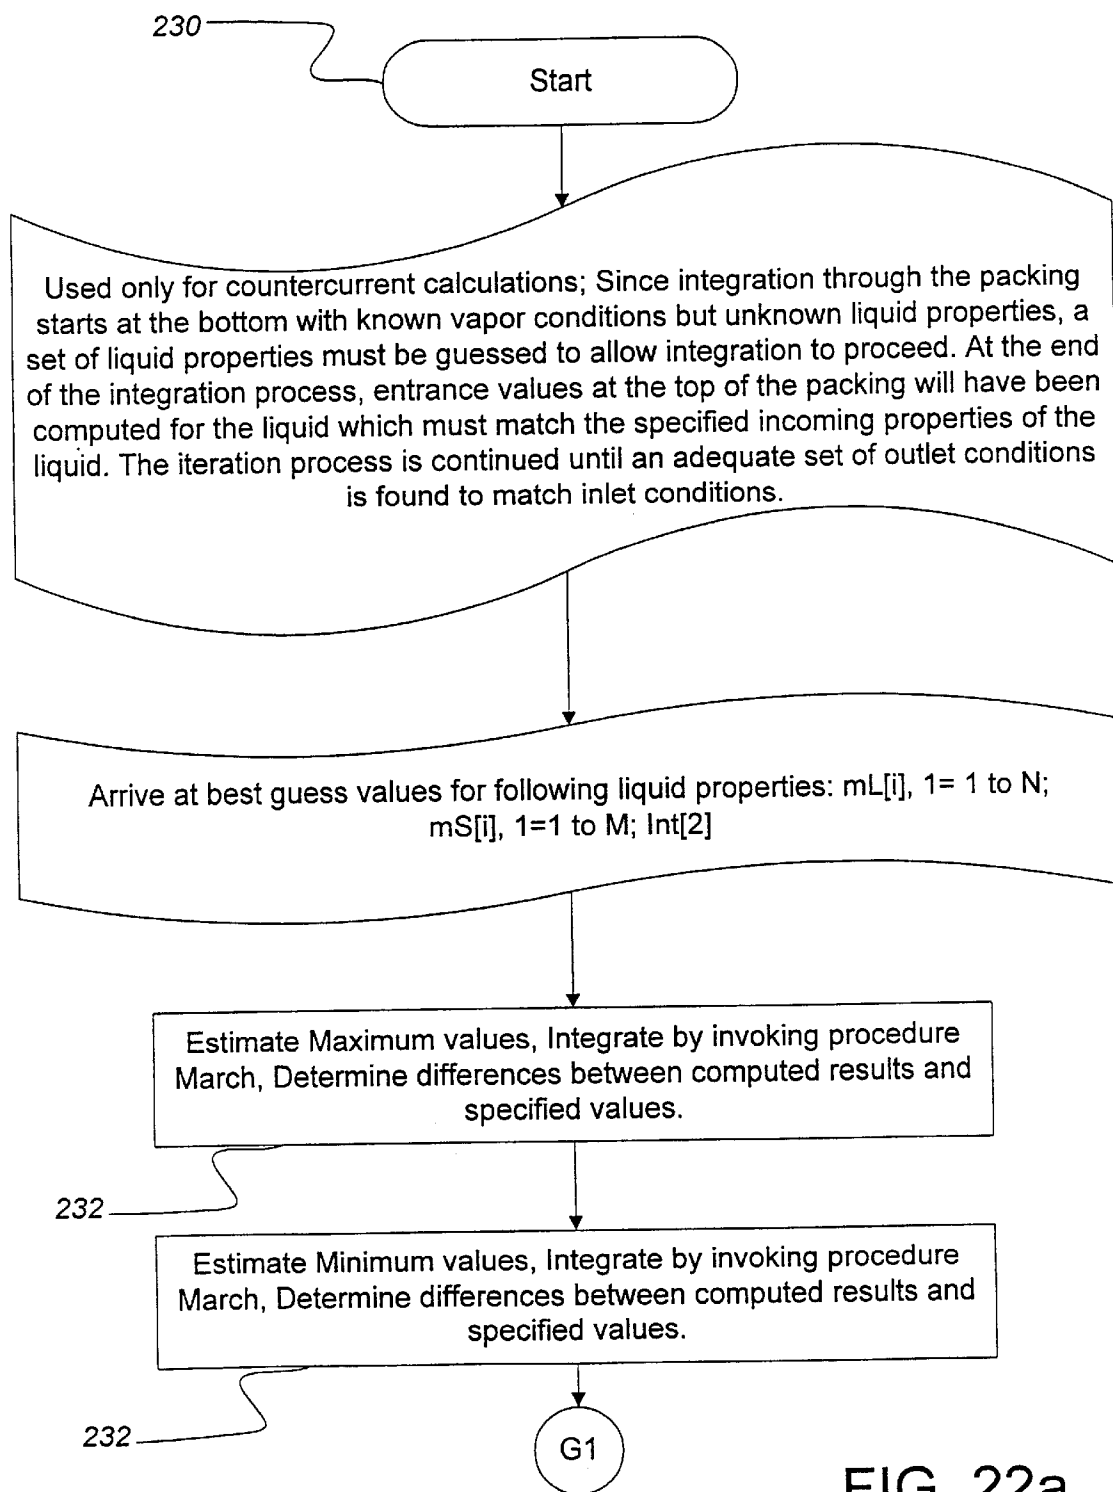 230
Start
Used only for countercurrent calculations; Since integration through the packing
starts at the bottom with known vapor conditions but unknown liquid properties, a
set of liquid properties must be guessed to allow integration to proceed. At the end
of the integration process, entrance values at the top of the packing will have been
computed for the liquid which must match the specified incoming properties of the
liquid. The iteration process is continued until an adequate set of outlet conditions
is found to match inlet conditions.
Arrive at best guess values for following liquid properties: mL[i], 1= 1 to N;
mS[i], 1=1 to M; Int[2]
Estimate Maximum values, Integrate by invoking procedure
March, Determine differences between computed results and
specified values.
232
Estimate Minimum values, Integrate by invoking procedure
March, Determine differences between computed results and
specified values.
232
G1
FIG. 22a